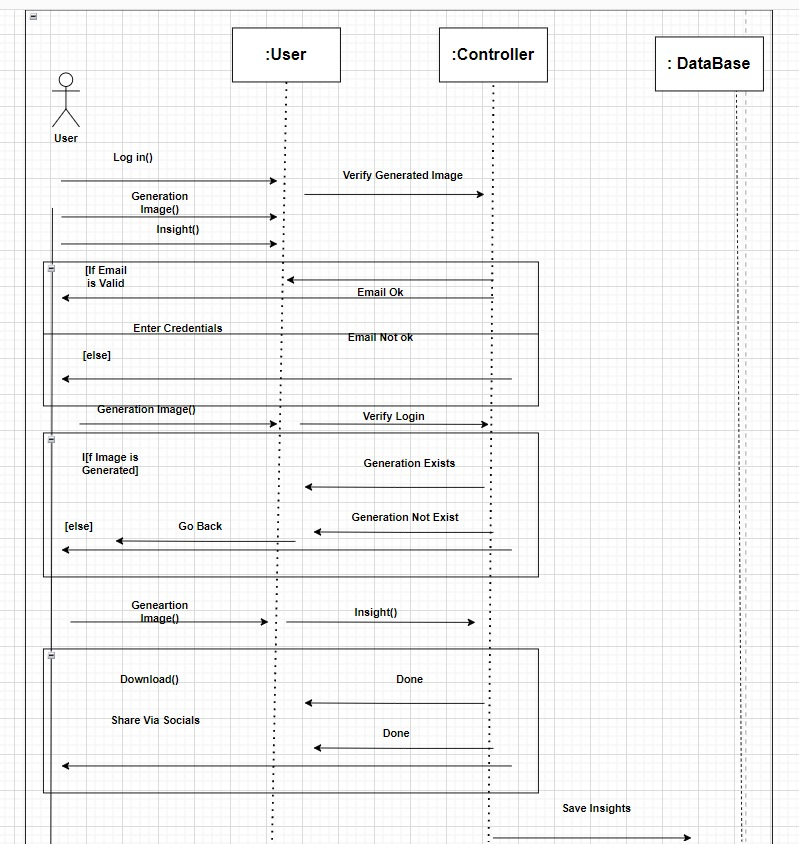 :User
:Controller
: DataBase
User
Log in()
Verify Generated Image
Generation
Image()
Insight()
[If Email
is Valid
Email Ok
Enter Credentials
Email Not ok
[else]
Generation Image()
Verify Login
I[f Image is
Generated]
Generation Exists
Generation Not Exist
[else]
Go Back
Geneartion
Image()
Insight()
Download()
Done
Share Via Socials
Done
Save Insights